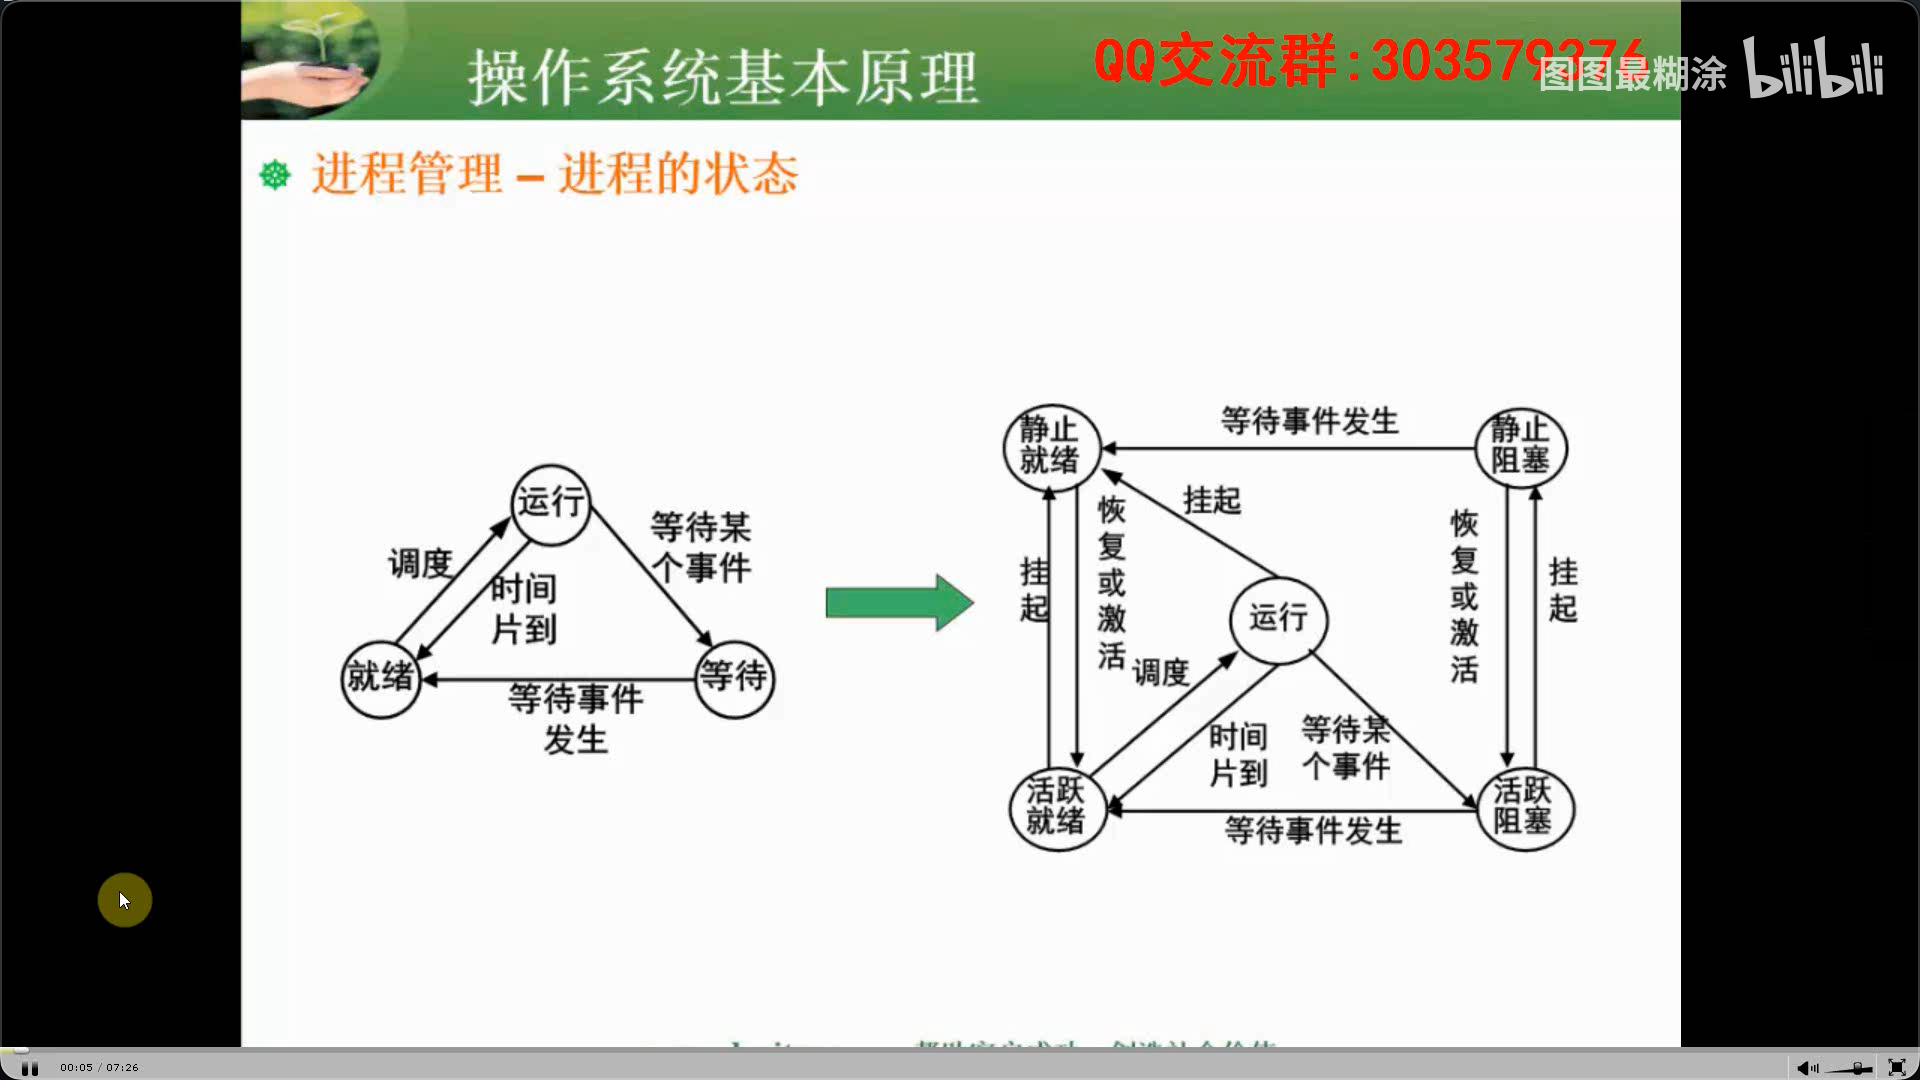 操作系统基本原理
QQ交流群:303579376
图图最糊涂
bilibili
进程管理 – 进程的状态
运行
调度
等待某
个事件
时间
片到
就绪
等待
等待事件
发生
静止
就绪
等待事件发生
静止
阻塞
挂起
恢复或激活
挂起
运行
恢复或激活
挂起
调度
时间
片到
等待某
个事件
活跃
就绪
等待事件发生
活跃
阻塞
00:05 / 07:26